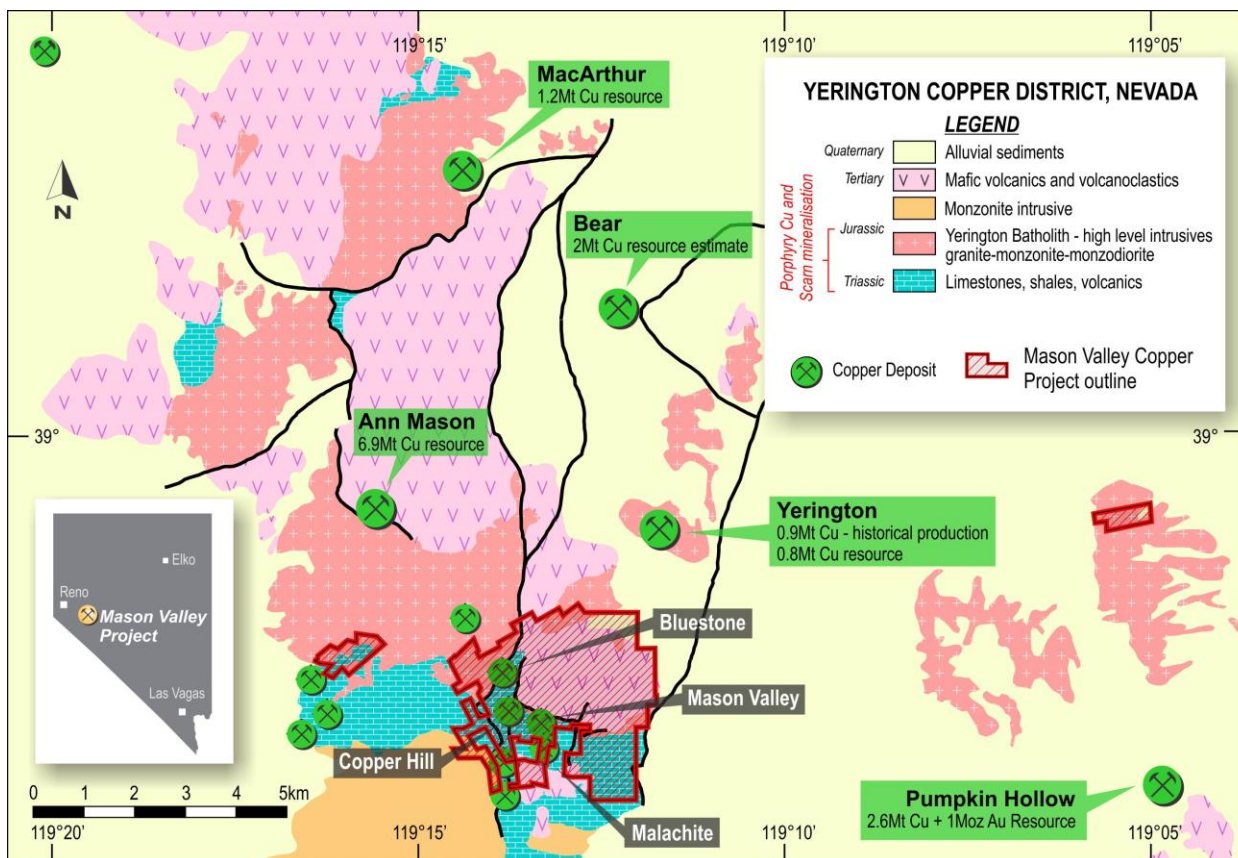 119°15’
119°10’
119°05’
MacArthur
1.2Mt Cu resource
YERINGTON COPPER DISTRICT, NEVADA
LEGEND
Quaternary
Alluvial sediments
Tertiary
Mafic volcanics and volcanoclastics
Monzonite intrusive
Jurassic
Yerington Batholith - high level intrusives
granite-monzonite-monzodiorite
Triassic
Limestones, shales, volcanics
Porphyry Cu and
Scarn mineralisation
Copper Deposit
Mason Valley Copper
Project outline
N
Bear
2Mt Cu resource estimate
39°
39°
Ann Mason
6.9Mt Cu resource
Yerington
0.9Mt Cu - historical production
0.8Mt Cu resource
Elko
Reno
Mason Valley
Project
Las Vagas
Bluestone
Mason Valley
Copper Hill
Malachite
Pumpkin Hollow
2.6Mt Cu + 1Moz Au Resource
0 1 2 3 4 5km
119°20’
119°15’
119°10’
119°05’